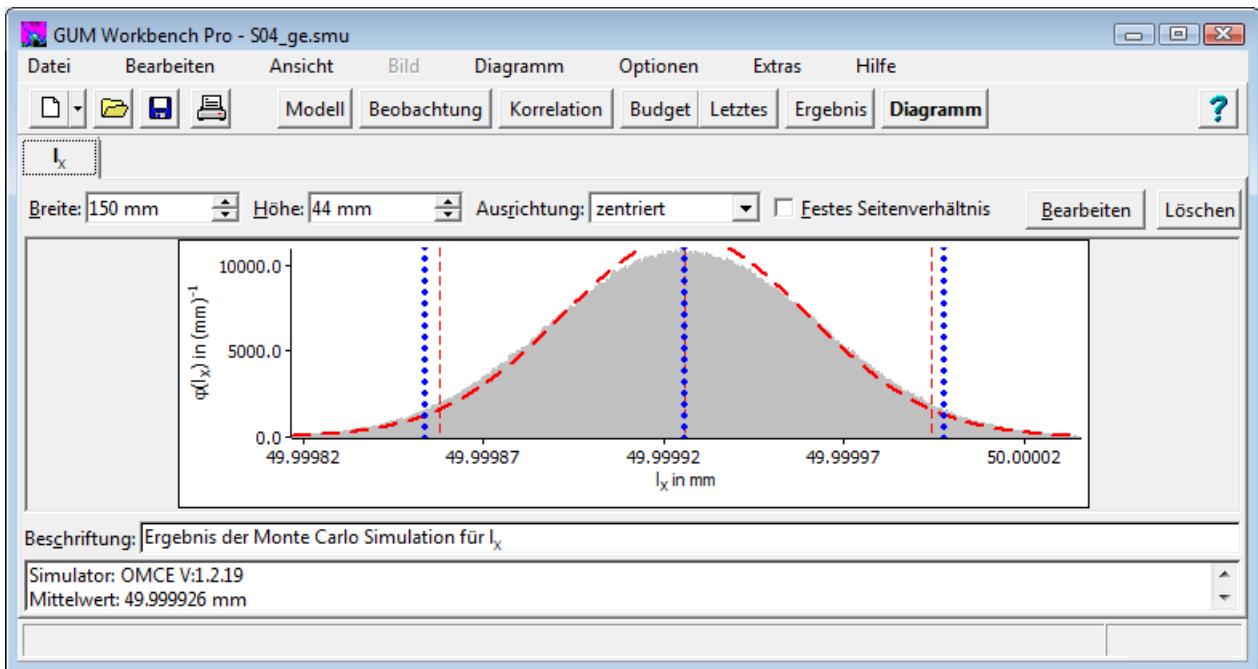 GUM Workbench Pro - S04_ge.smu
Datei Bearbeiten Ansicht Bild Diagramm Optionen Extras Hilfe
Modell Beobachtung Korrelation Budget Letztes Ergebnis Diagramm ?
lX
Breite: 150 mm Höhe: 44 mm Ausrichtung: zentriert Festes Seitenverhältnis Bearbeiten Löschen
φ(lX) in (mm)⁻¹
10000.0
5000.0
0.0
49.99982 49.99987 49.99992 49.99997 50.00002
lX in mm
Beschriftung: Ergebnis der Monte Carlo Simulation für lX
Simulator: OMCE V:1.2.19
Mittelwert: 49.999926 mm